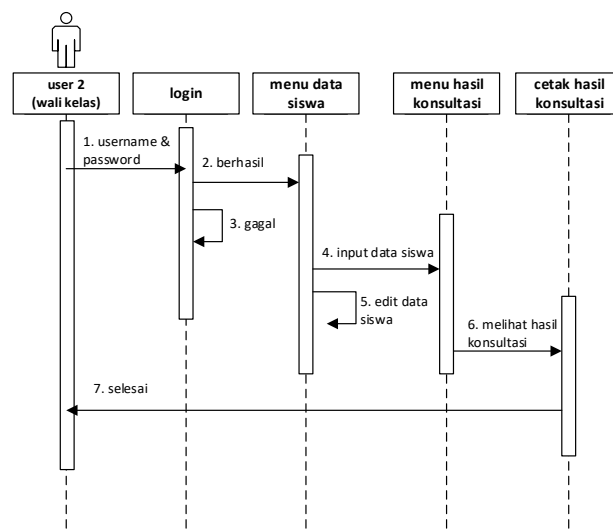 user 2
(wali kelas)
login
menu data
siswa
menu hasil
konsultasi
cetak hasil
konsultasi
1. username &
password
2. berhasil
3. gagal
4. input data siswa
5. edit data
siswa
6. melihat hasil
konsultasi
7. selesai